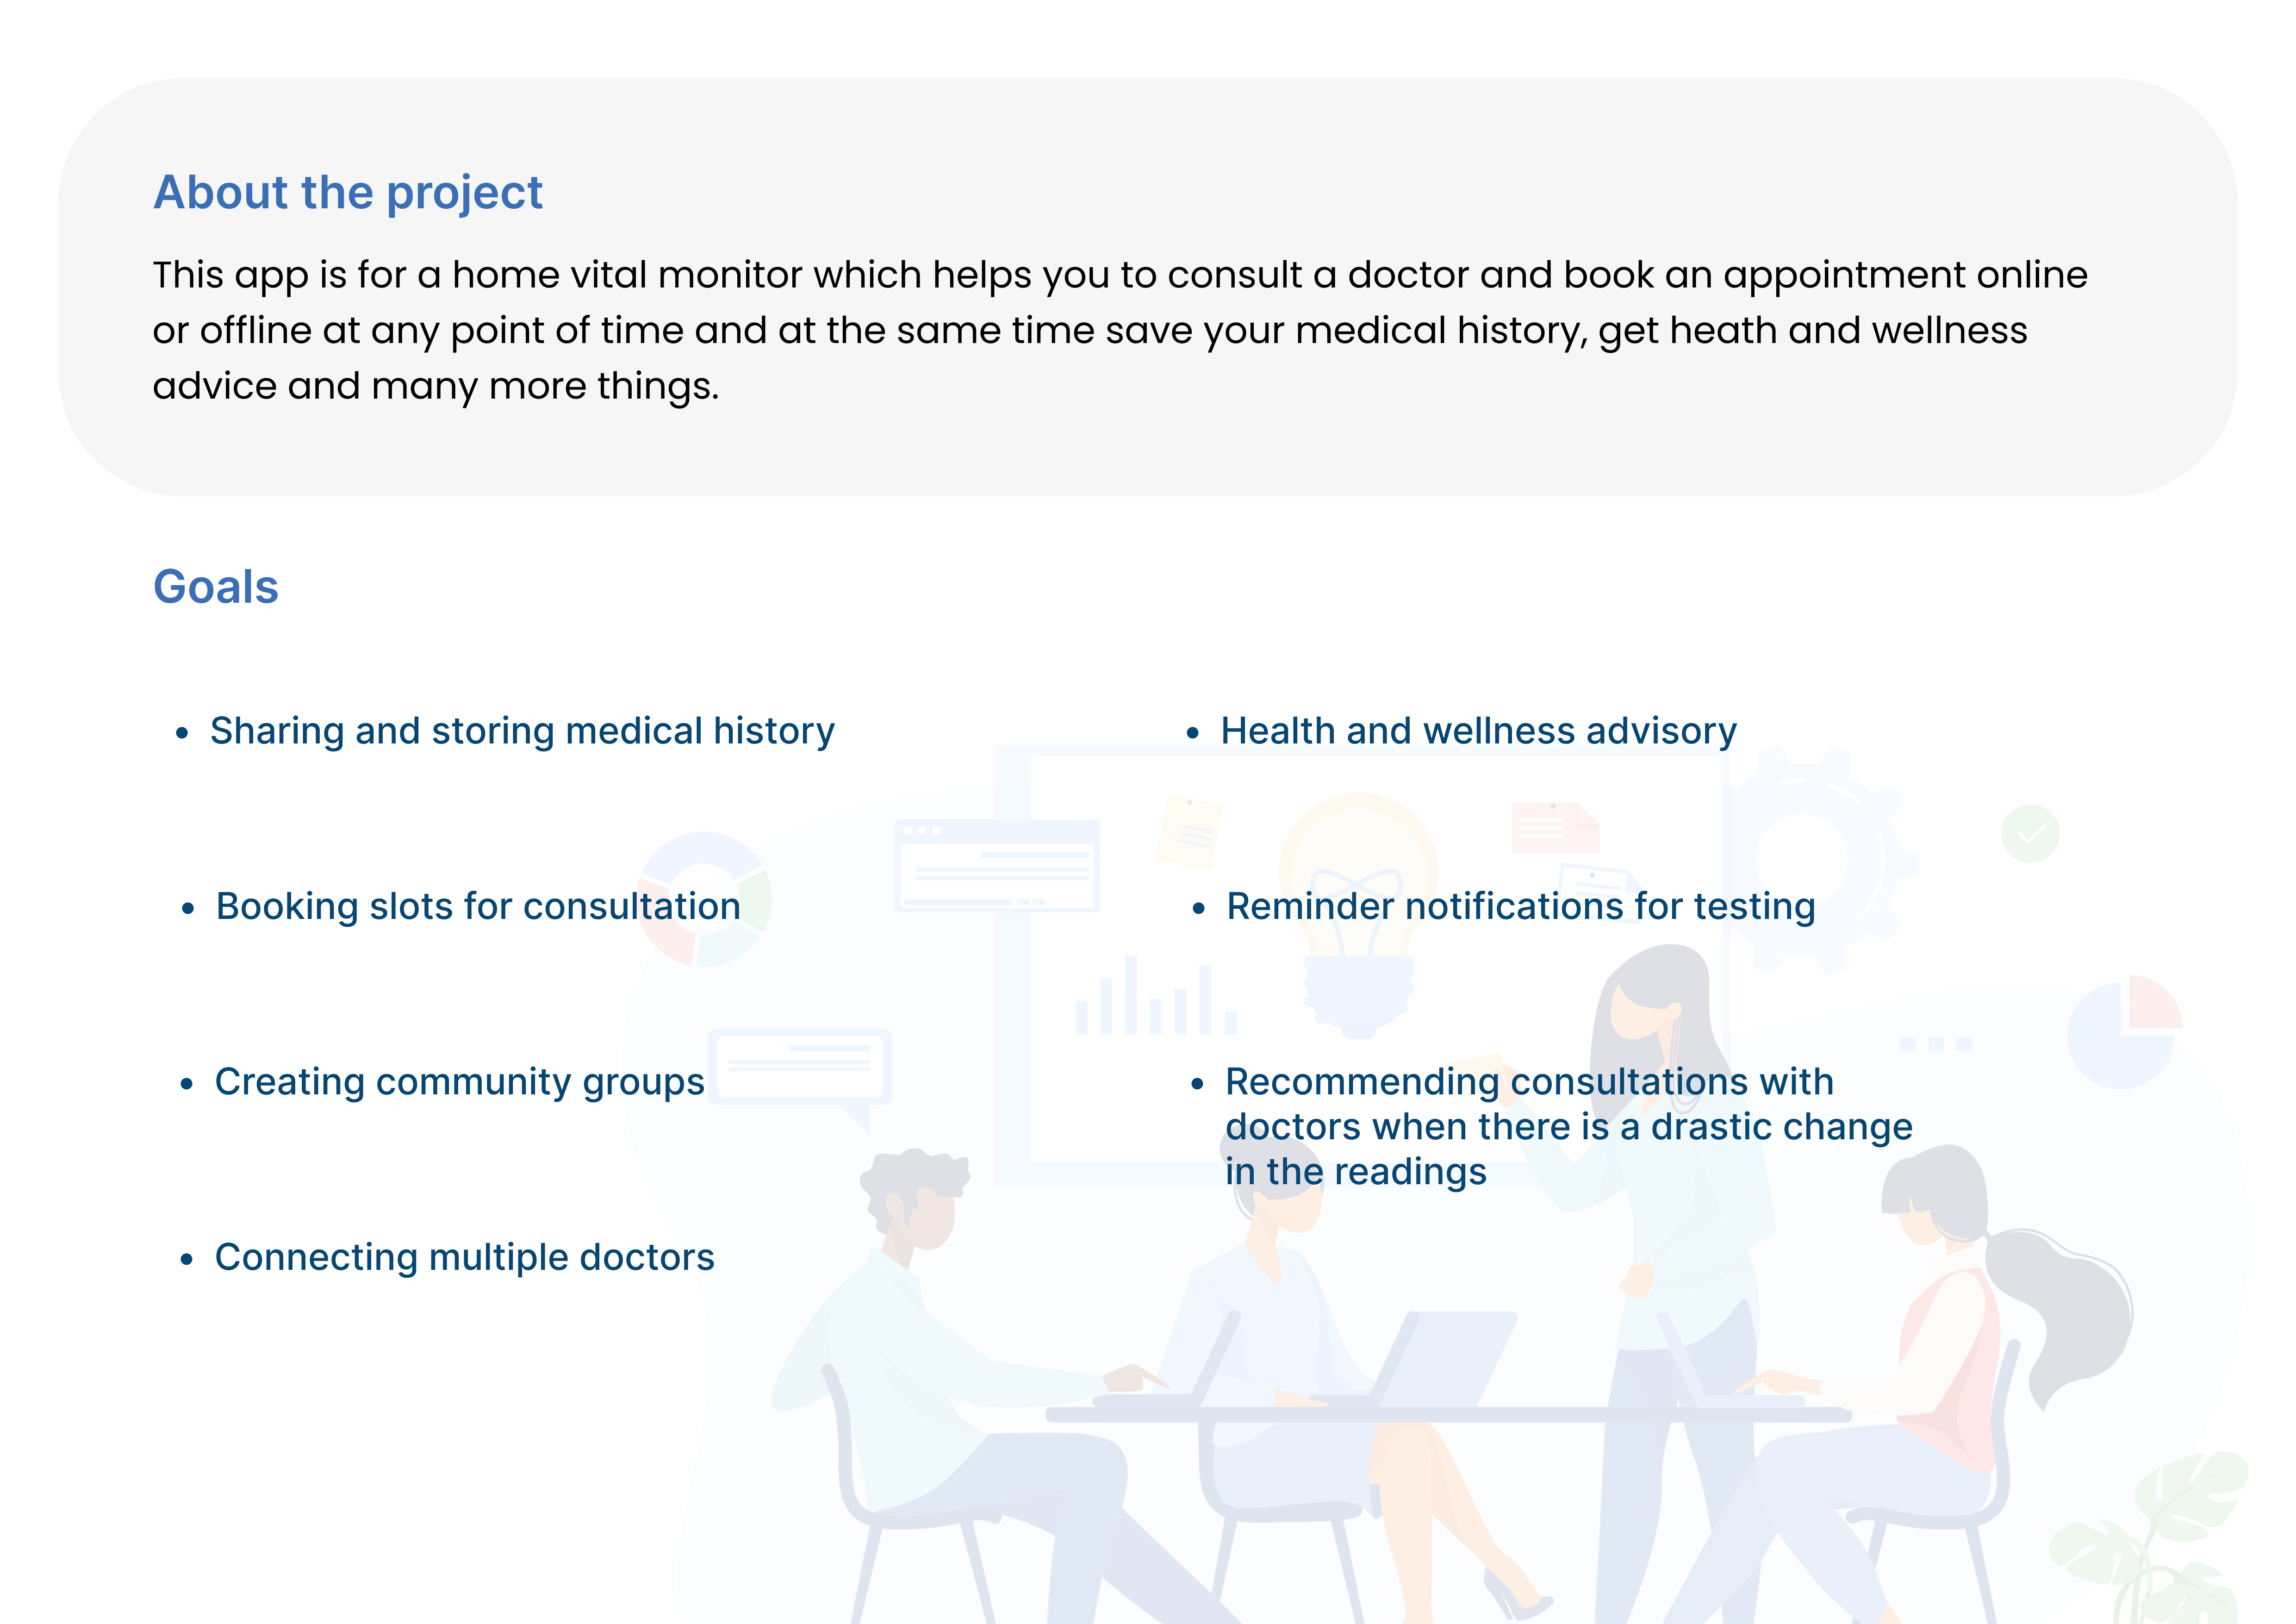 About the project
This app is for a home vital monitor which helps you to consult a doctor and book an appointment online
or offline at any point of time and at the same time save your medical history, get heath and wellness
advice and many more things.
Goals
• Sharing and storing medical history
• Booking slots for consultation
• Creating community groups
• Connecting multiple doctors
• Health and wellness advisory
• Reminder notifications for testing
• Recommending consultations with
doctors when there is a drastic change
in the readings